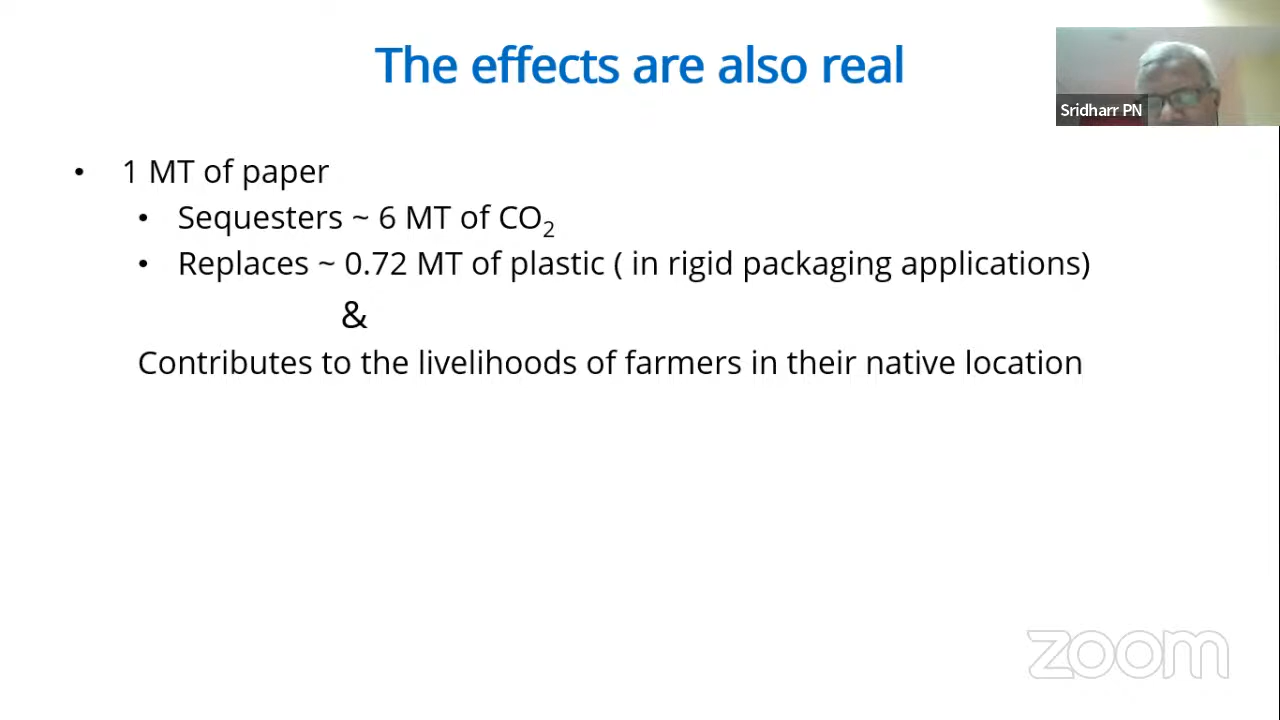 The effects are also real
Sridharr PN
• 1 MT of paper
• Sequesters ~ 6 MT of CO₂
• Replaces ~ 0.72 MT of plastic ( in rigid packaging applications)
&
Contributes to the livelihoods of farmers in their native location
zoom